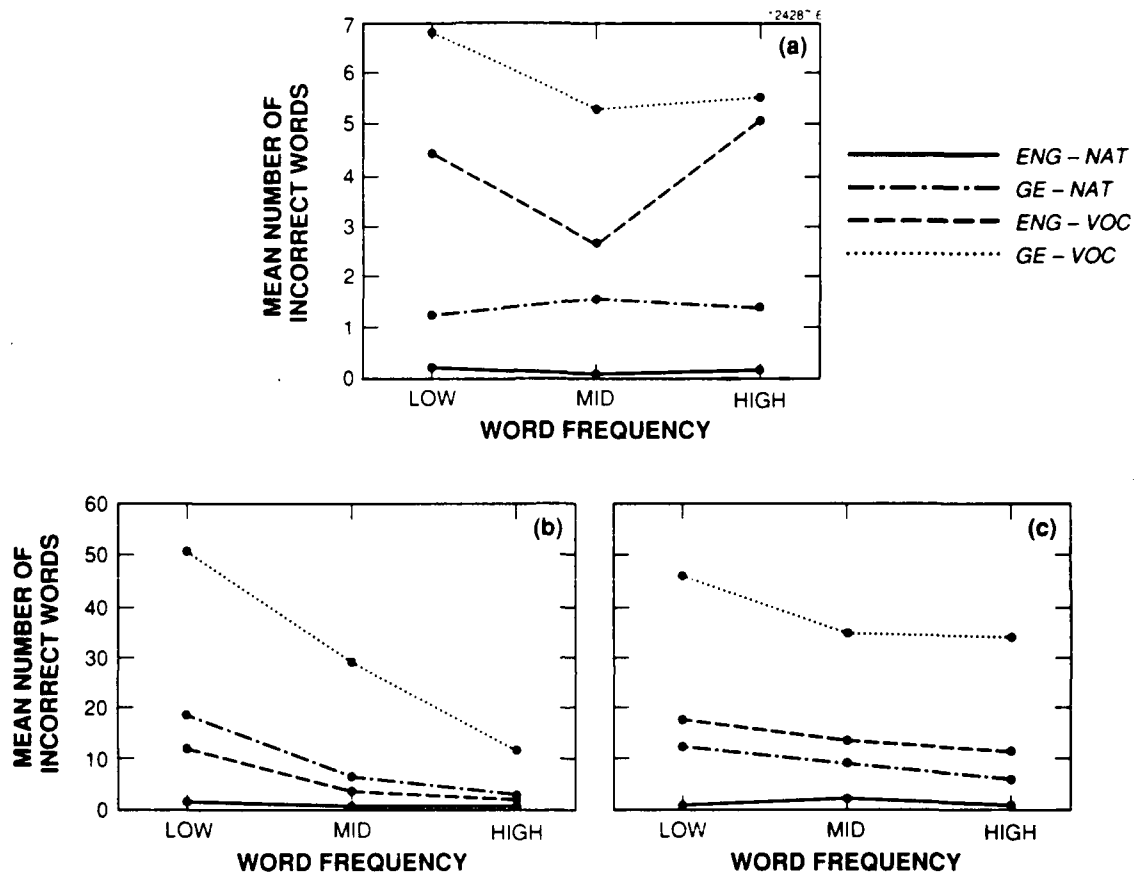 (a)
MEAN NUMBER OF
INCORRECT WORDS
7
6
5
4
3
2
1
0
LOW MID HIGH
WORD FREQUENCY
ENG – NAT
GE – NAT
ENG – VOC
GE – VOC
(b)
MEAN NUMBER OF
INCORRECT WORDS
60
50
40
30
20
10
0
LOW MID HIGH
WORD FREQUENCY
(c)
LOW MID HIGH
WORD FREQUENCY